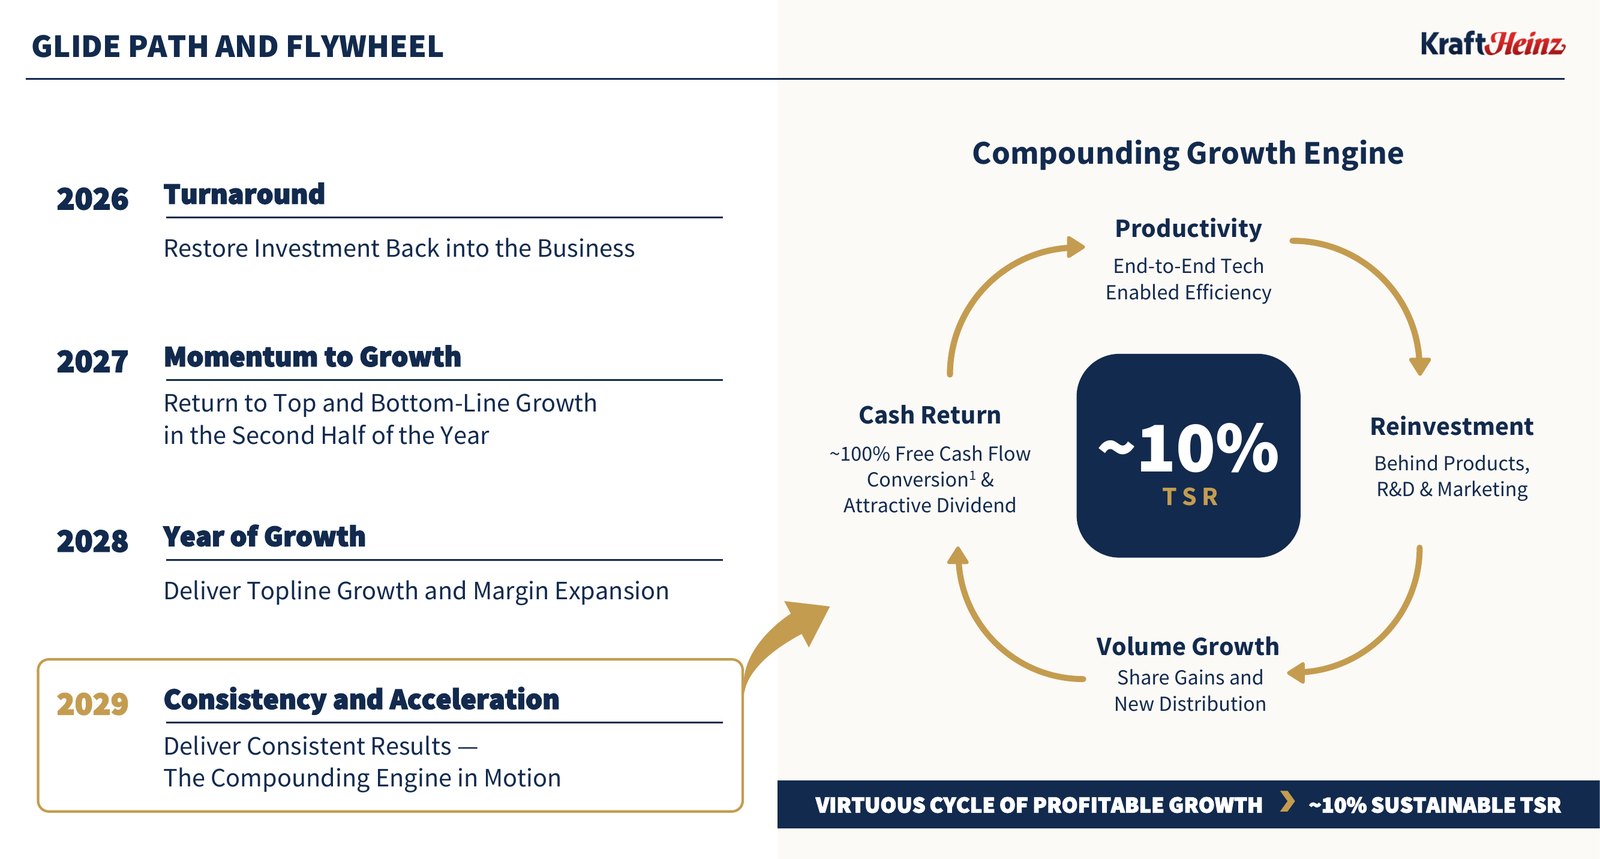 GLIDE PATH AND FLYWHEEL
KraftHeinz
2026
Turnaround
Restore Investment Back into the Business
2027
Momentum to Growth
Return to Top and Bottom-Line Growth
in the Second Half of the Year
2028
Year of Growth
Deliver Topline Growth and Margin Expansion
2029
Consistency and Acceleration
Deliver Consistent Results —
The Compounding Engine in Motion
Compounding Growth Engine
Productivity
End-to-End Tech
Enabled Efficiency
Reinvestment
Behind Products,
R&D & Marketing
Volume Growth
Share Gains and
New Distribution
Cash Return
~100% Free Cash Flow
Conversion¹ &
Attractive Dividend
~10%
TSR
VIRTUOUS CYCLE OF PROFITABLE GROWTH ❯ ~10% SUSTAINABLE TSR